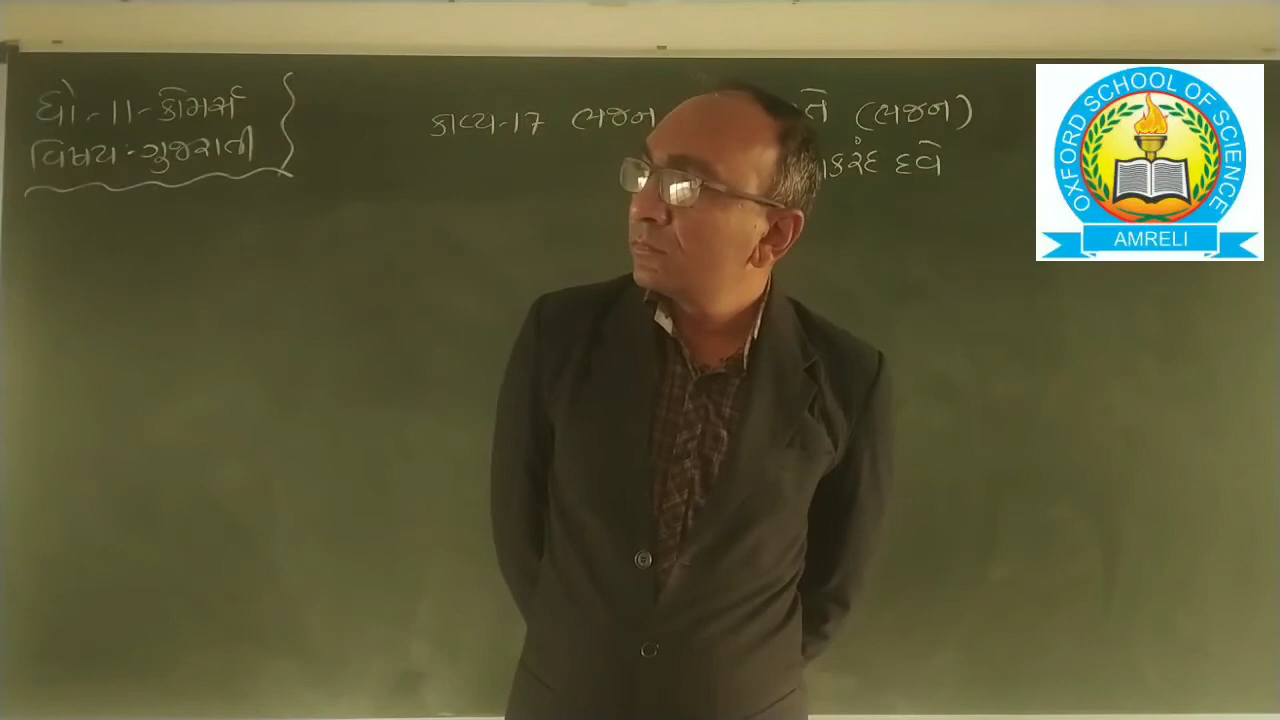 ધો.-11-કોમર્સ
વિષય:-ગુજરાતી
કાવ્ય-17 ભજન તે (ભજન)
કરંદ દવે
OXFORD SCHOOL OF SCIENCE
AMRELI